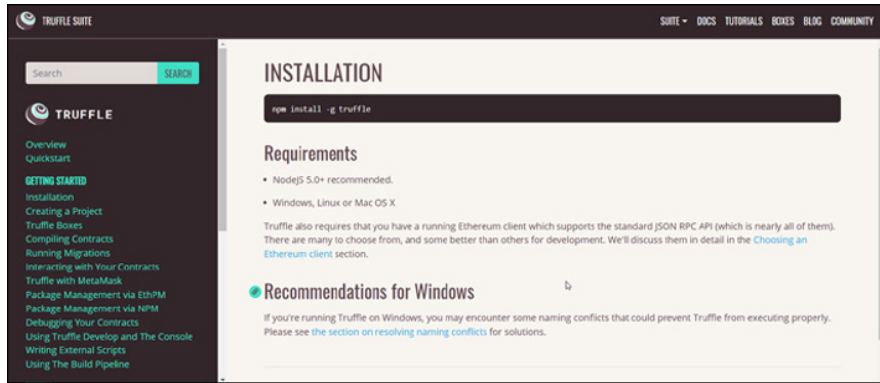 TRUFFLE SUITE
SUITE DOCS TUTORIALS BOXES BLOG COMMUNITY
Search SEARCH
TRUFFLE
Overview
Quickstart
GETTING STARTED
Installation
Creating a Project
Truffle Boxes
Compiling Contracts
Running Migrations
Interacting with Your Contracts
Truffle with MetaMask
Package Management via EthPM
Package Management via NPM
Debugging Your Contracts
Using Truffle Develop and The Console
Writing External Scripts
Using The Build Pipeline
INSTALLATION
npm install -g truffle
Requirements
• NodeJS 5.0+ recommended.
• Windows, Linux or Mac OS X
Truffle also requires that you have a running Ethereum client which supports the standard JSON RPC API (which is nearly all of them).
There are many to choose from, and some better than others for development. We'll discuss them in detail in the Choosing an
Ethereum client section.
Recommendations for Windows
If you're running Truffle on Windows, you may encounter some naming conflicts that could prevent Truffle from executing properly.
Please see the section on resolving naming conflicts for solutions.